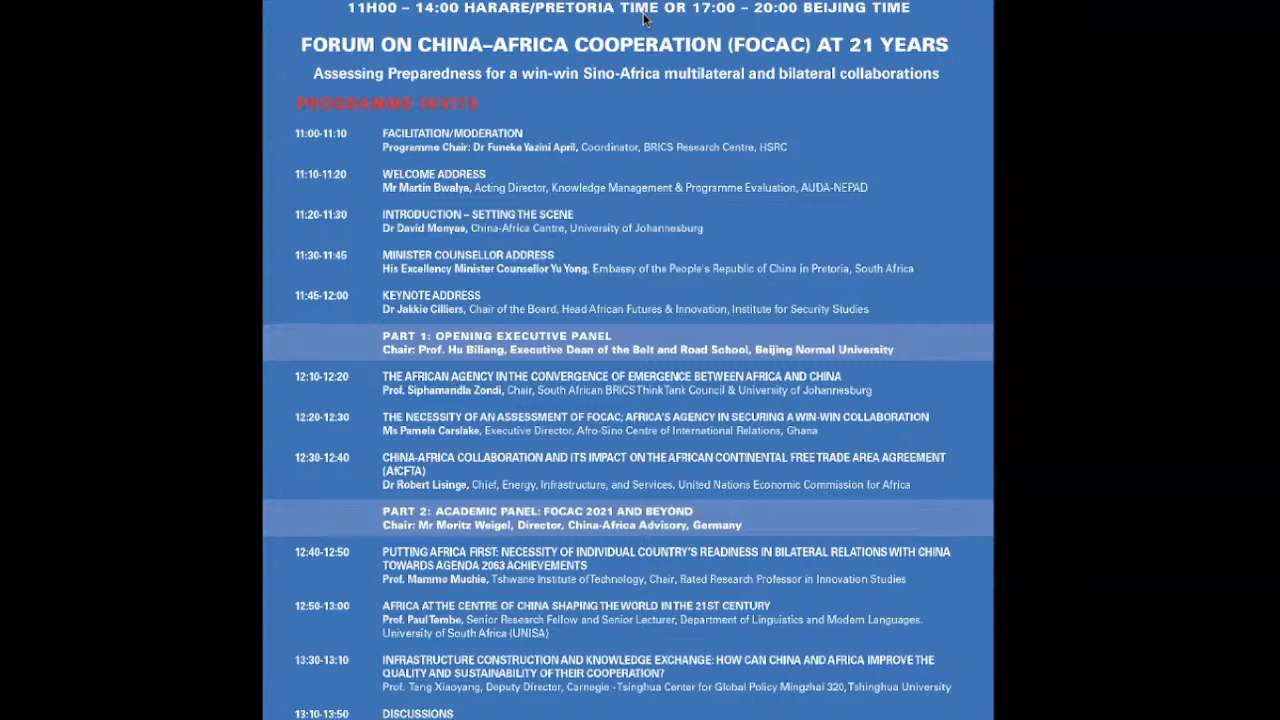 11H00 – 14:00 HARARE/PRETORIA TIME OR 17:00 – 20:00 BEIJING TIME
FORUM ON CHINA–AFRICA COOPERATION (FOCAC) AT 21 YEARS
Assessing Preparedness for a win-win Sino-Africa multilateral and bilateral collaborations
PROGRAMME INVITE
11:00-11:10 FACILITATION/MODERATION
Programme Chair: Dr Funeka Yazini April, Coordinator, BRICS Research Centre, HSRC
11:10-11:20 WELCOME ADDRESS
Mr Martin Bwalya, Acting Director, Knowledge Management & Programme Evaluation, AUDA-NEPAD
11:20-11:30 INTRODUCTION – SETTING THE SCENE
Dr David Monyae, China-Africa Centre, University of Johannesburg
11:30-11:45 MINISTER COUNSELLOR ADDRESS
His Excellency Minister Counsellor Yu Yong, Embassy of the People's Republic of China in Pretoria, South Africa
11:45-12:00 KEYNOTE ADDRESS
Dr Jakkie Cilliers, Chair of the Board, Head African Futures & Innovation, Institute for Security Studies
PART 1: OPENING EXECUTIVE PANEL
Chair: Prof. Hu Biliang, Executive Dean of the Belt and Road School, Beijing Normal University
12:10-12:20 THE AFRICAN AGENCY IN THE CONVERGENCE OF EMERGENCE BETWEEN AFRICA AND CHINA
Prof. Siphamandla Zondi, Chair, South African BRICS Think Tank Council & University of Johannesburg
12:20-12:30 THE NECESSITY OF AN ASSESSMENT OF FOCAC; AFRICA'S AGENCY IN SECURING A WIN-WIN COLLABORATION
Ms Pamela Carslake, Executive Director, Afro-Sino Centre of International Relations, Ghana
12:30-12:40 CHINA-AFRICA COLLABORATION AND ITS IMPACT ON THE AFRICAN CONTINENTAL FREE TRADE AREA AGREEMENT
(AfCFTA)
Dr Robert Lisinge, Chief, Energy, Infrastructure, and Services. United Nations Economic Commission for Africa
PART 2: ACADEMIC PANEL: FOCAC 2021 AND BEYOND
Chair: Mr Moritz Weigel, Director, China-Africa Advisory, Germany
12:40-12:50 PUTTING AFRICA FIRST: NECESSITY OF INDIVIDUAL COUNTRY'S READINESS IN BILATERAL RELATIONS WITH CHINA
TOWARDS AGENDA 2063 ACHIEVEMENTS
Prof. Mammo Muchie, Tshwane Institute of Technology, Chair, Rated Research Professor in Innovation Studies
12:50-13:00 AFRICA AT THE CENTRE OF CHINA SHAPING THE WORLD IN THE 21ST CENTURY
Prof. Paul Tembe, Senior Research Fellow and Senior Lecturer, Department of Linguistics and Modern Languages.
University of South Africa (UNISA)
13:30-13:10 INFRASTRUCTURE CONSTRUCTION AND KNOWLEDGE EXCHANGE: HOW CAN CHINA AND AFRICA IMPROVE THE
QUALITY AND SUSTAINABILITY OF THEIR COOPERATION?
Prof. Tang Xiaoyang, Deputy Director, Carnegie -Tsinghua Center for Global Policy Mingzhai 320, Tshinghua University
13:10-13:50 DISCUSSIONS